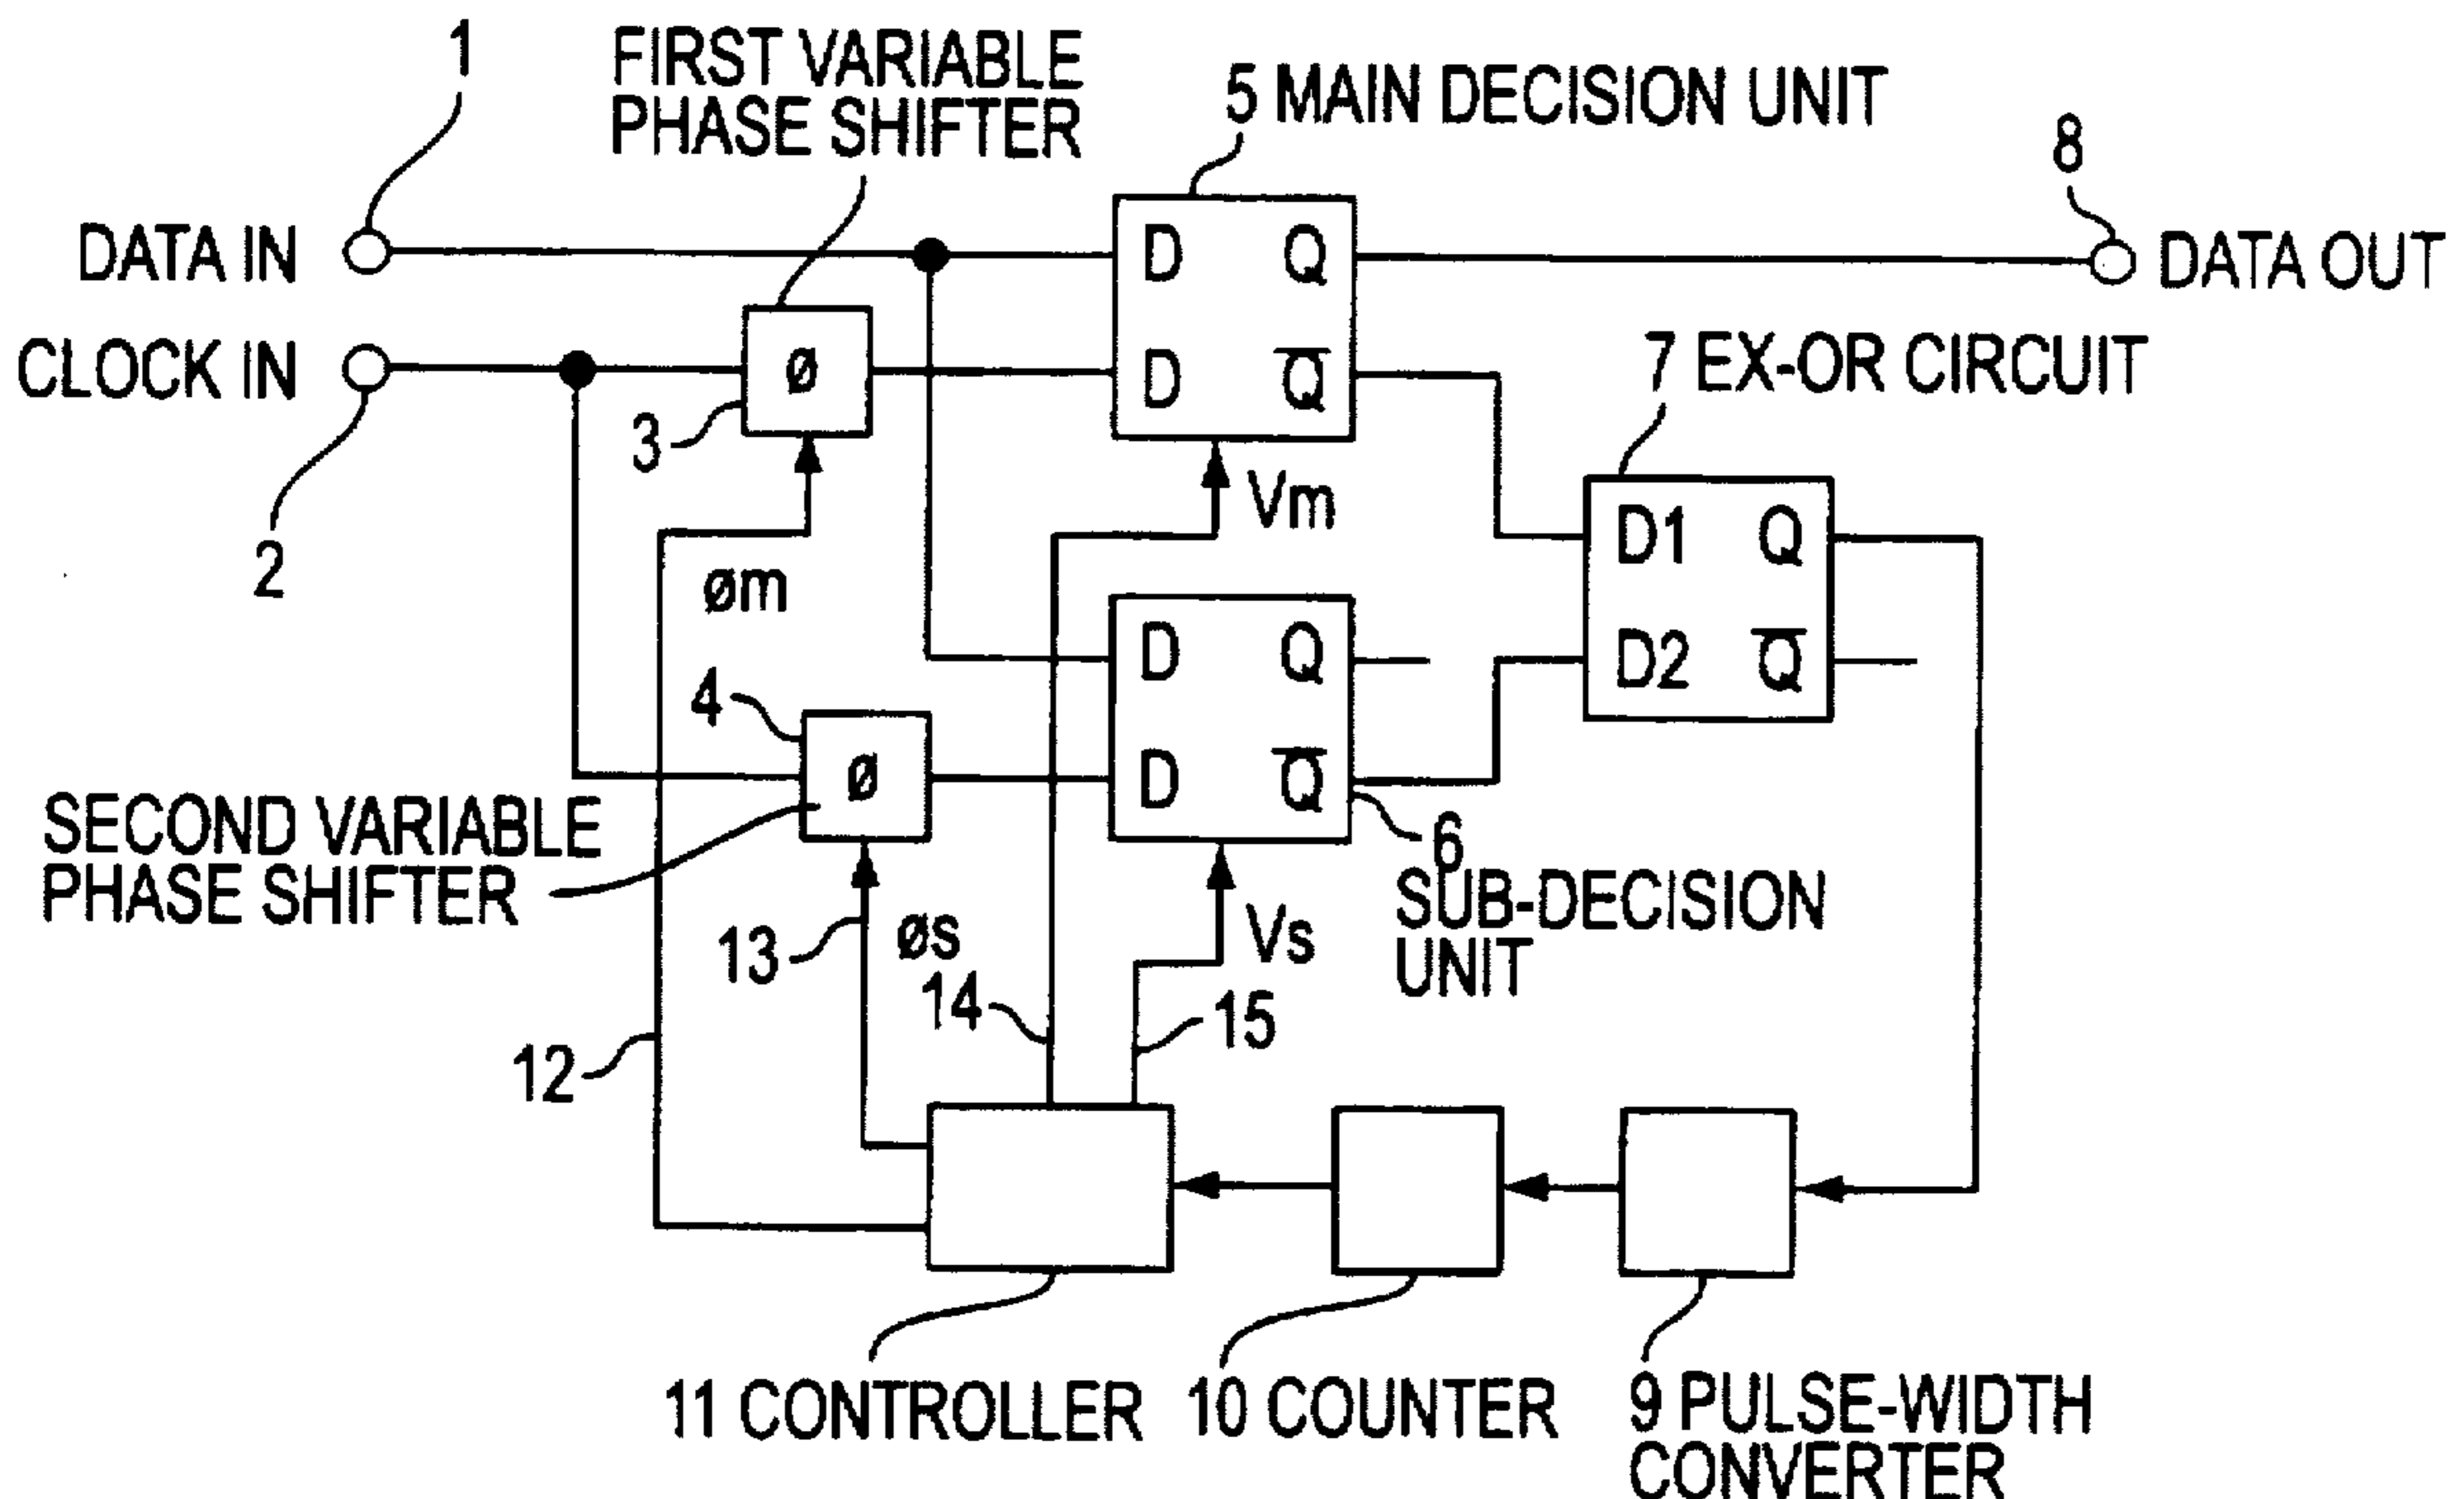 1
FIRST VARIABLE
PHASE SHIFTER
5 MAIN DECISION UNIT
8
DATA IN
D Q
DATA OUT
CLOCK IN
ø
D Q̅
7 EX-OR CIRCUIT
3
2
Vm
D1 Q
øm
D Q
D2 Q̅
4
ø
D Q̅
SECOND VARIABLE
PHASE SHIFTER
6
SUB-DECISION
UNIT
13
øs
Vs
14
15
12
11 CONTROLLER
10 COUNTER
9 PULSE-WIDTH
CONVERTER